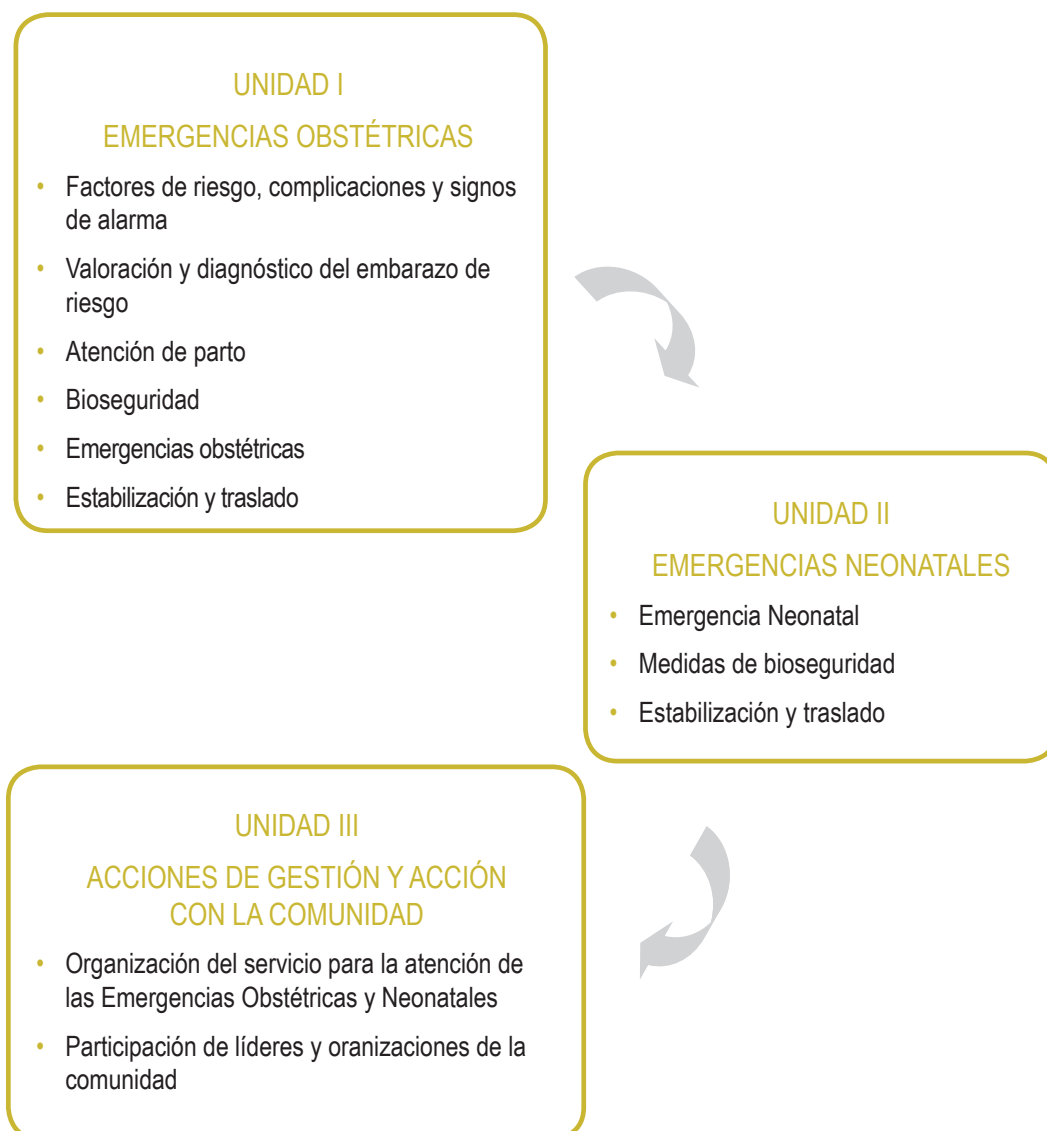 UNIDAD I
EMERGENCIAS OBSTÉTRICAS
• Factores de riesgo, complicaciones y signos
de alarma
• Valoración y diagnóstico del embarazo de
riesgo
• Atención de parto
• Bioseguridad
• Emergencias obstétricas
• Estabilización y traslado
UNIDAD II
EMERGENCIAS NEONATALES
• Emergencia Neonatal
• Medidas de bioseguridad
• Estabilización y traslado
UNIDAD III
ACCIONES DE GESTIÓN Y ACCIÓN
CON LA COMUNIDAD
• Organización del servicio para la atención de
las Emergencias Obstétricas y Neonatales
• Participación de líderes y oranizaciones de la
comunidad